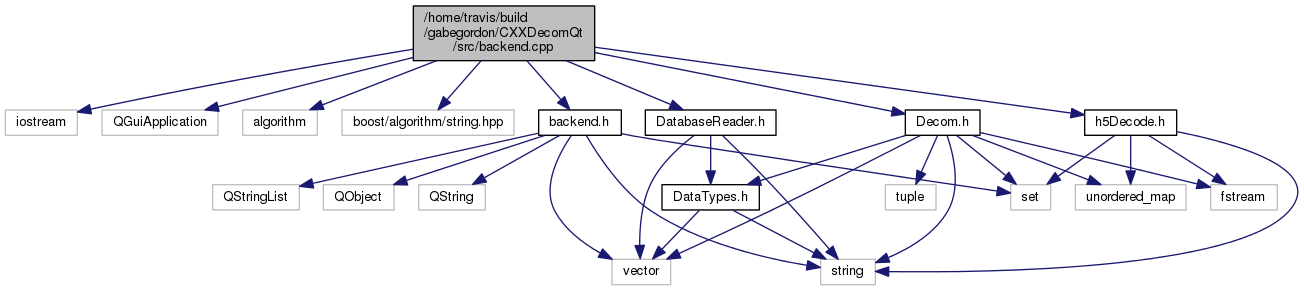 /home/travis/build
/gabegordon/CXXDecomQt
/src/backend.cpp
iostream
QGuiApplication
algorithm
boost/algorithm/string.hpp
backend.h
DatabaseReader.h
Decom.h
h5Decode.h
QStringList
QObject
QString
DataTypes.h
tuple
set
unordered_map
fstream
vector
string